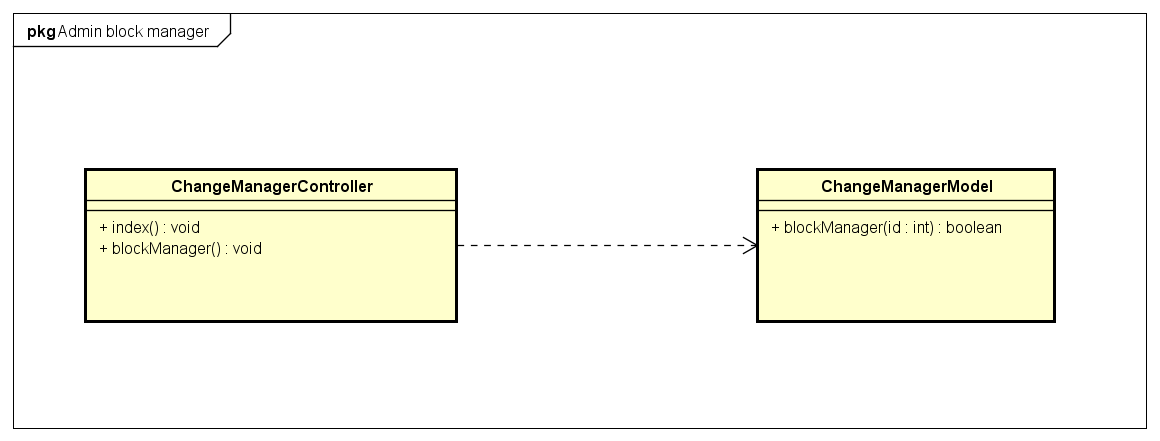 pkg Admin block manager
ChangeManagerController
+ index() : void
+ blockManager() : void
ChangeManagerModel
+ blockManager(id : int) : boolean